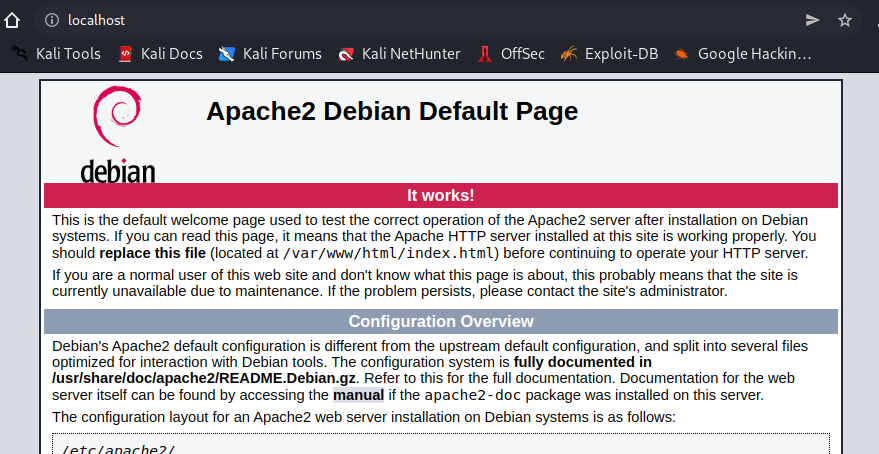 localhost
Kali Tools Kali Docs Kali Forums Kali NetHunter OffSec Exploit-DB Google Hackin…
Apache2 Debian Default Page
debian
It works!
This is the default welcome page used to test the correct operation of the Apache2 server after installation on Debian
systems. If you can read this page, it means that the Apache HTTP server installed at this site is working properly. You
should replace this file (located at /var/www/html/index.html) before continuing to operate your HTTP server.
If you are a normal user of this web site and don't know what this page is about, this probably means that the site is
currently unavailable due to maintenance. If the problem persists, please contact the site's administrator.
Configuration Overview
Debian's Apache2 default configuration is different from the upstream default configuration, and split into several files
optimized for interaction with Debian tools. The configuration system is fully documented in
/usr/share/doc/apache2/README.Debian.gz. Refer to this for the full documentation. Documentation for the web
server itself can be found by accessing the manual if the apache2-doc package was installed on this server.
The configuration layout for an Apache2 web server installation on Debian systems is as follows:
/etc/apache2/